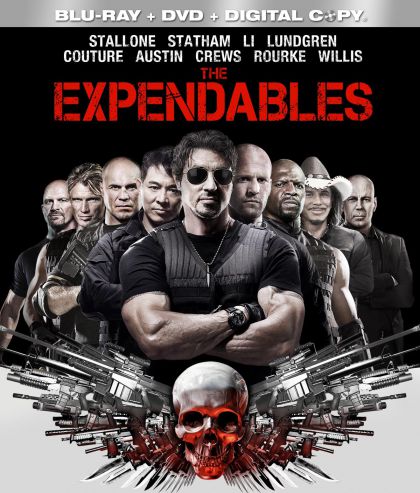 BLU-RAY + DVD + DIGITAL COPY
STALLONE STATHAM LI LUNDGREN
COUTURE AUSTIN CREWS ROURKE WILLIS
THE
EXPENDABLES